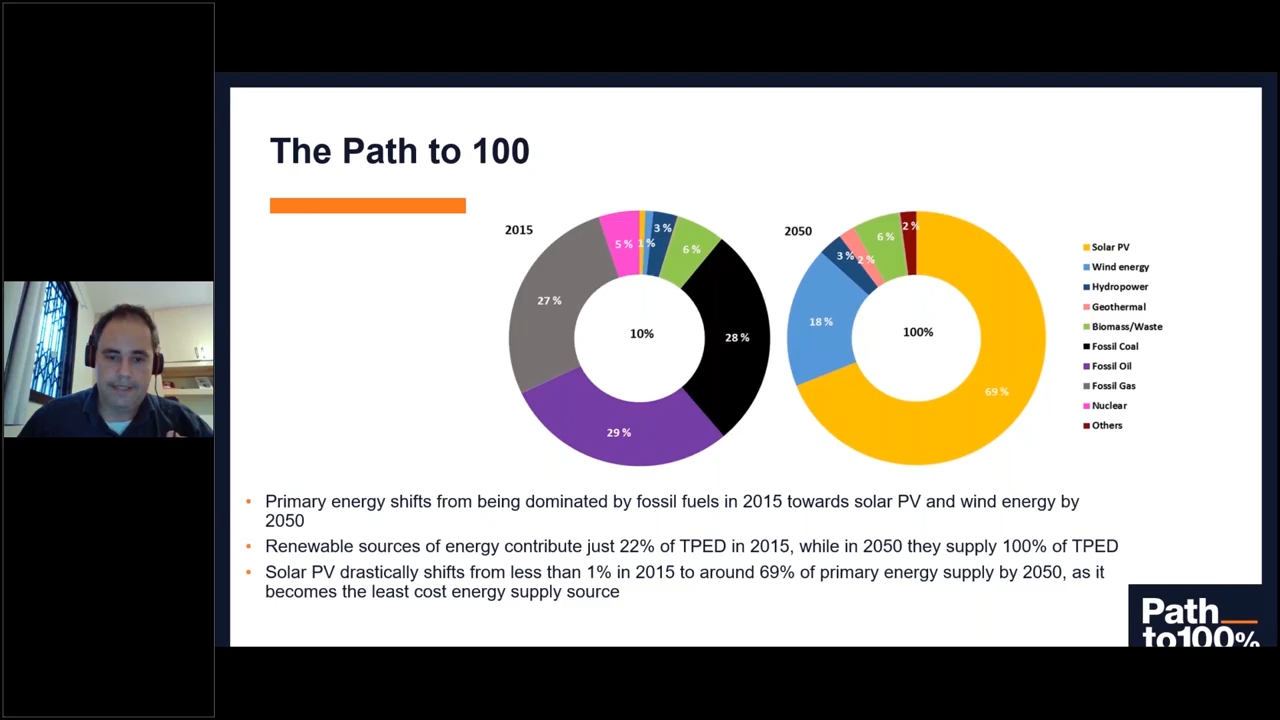 The Path to 100
2015
3 %
5 %
1 %
6 %
27 %
10%
28 %
29 %
2050
2 %
6 %
3 %
2 %
18 %
100%
69 %
Solar PV
Wind energy
Hydropower
Geothermal
Biomass/Waste
Fossil Coal
Fossil Oil
Fossil Gas
Nuclear
Others
• Primary energy shifts from being dominated by fossil fuels in 2015 towards solar PV and wind energy by
2050
• Renewable sources of energy contribute just 22% of TPED in 2015, while in 2050 they supply 100% of TPED
• Solar PV drastically shifts from less than 1% in 2015 to around 69% of primary energy supply by 2050, as it
becomes the least cost energy supply source
Path
to100%